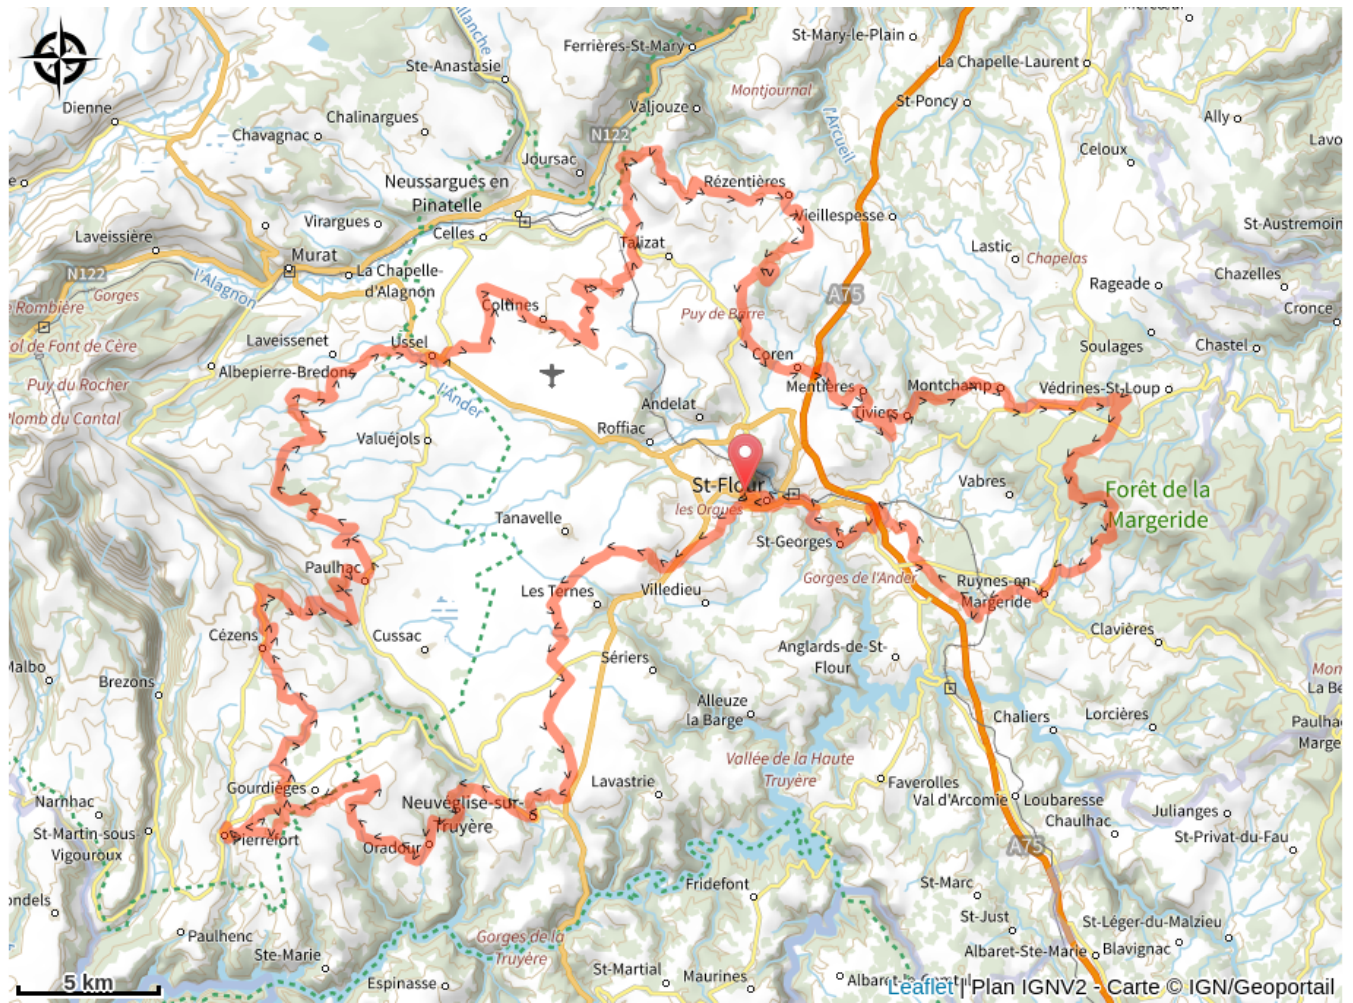 Mercœur
Ferrières-St-Mary
St-Mary-le-Plain
Allanche
Ste-Anastasie
La Chapelle-Laurent
Dienne
Chalinargues
Valjouze
Montjournal
St-Poncy
Ally
Chavagnac
N122
l'Arcueil
Celoux
Joursac
Neussargues en
Pinatelle
Rézentières
Virargues
Vieillespesse
St-Austremoine
Laveissière
Celles
Talizat
Lastic
Chapelas
Murat
La Chapelle-
d'Alagnon
N122
l'Alagnon
Gorges
Rageade
Chazelles
A75
Coltines
Puy de Barre
Cronce
Laveissenet
Ussel
Coren
Soulages
Chastel
Albepierre-Bredons
Puy du Rocher
Mentières
Montchamp
Védrines-St-Loup
l'Ander
Plomb du Cantal
Andelat
Tiviers
Roffiac
Valuéjols
St-Flour
Vabres
Forêt de la
Margeride
les Orgues
Tanavelle
St-Georges
Paulhac
Gorges de l'Ander
Les Ternes
Villedieu
Ruynes-en-
Margeride
Cézens
Cussac
Clavières
Malbo
Brezons
Sériers
Anglards-de-St-
Flour
Alleuze
la Barge
Chaliers
Lorcières
Vallée de la Haute
Truyère
Gourdièges
Lavastrie
Faverolles
Narnhac
Neuvéglise-sur-
Truyère
Val d'Arcomie
Loubaresse
Chaulhac
Julianges
St-Martin-sous-
Vigouroux
Pierrefort
Oradour
St-Privat-du-Fau
A75
Fridefont
St-Marc
St-Just
St-Léger-du-Malzieu
Paulhenc
Gorges de la
Truyère
Albaret-Ste-Marie
Blavignac
Ste-Marie
St-Martial
Maurines
Espinasse
5 km
Leaflet | Plan IGNV2 - Carte © IGN/Geoportail